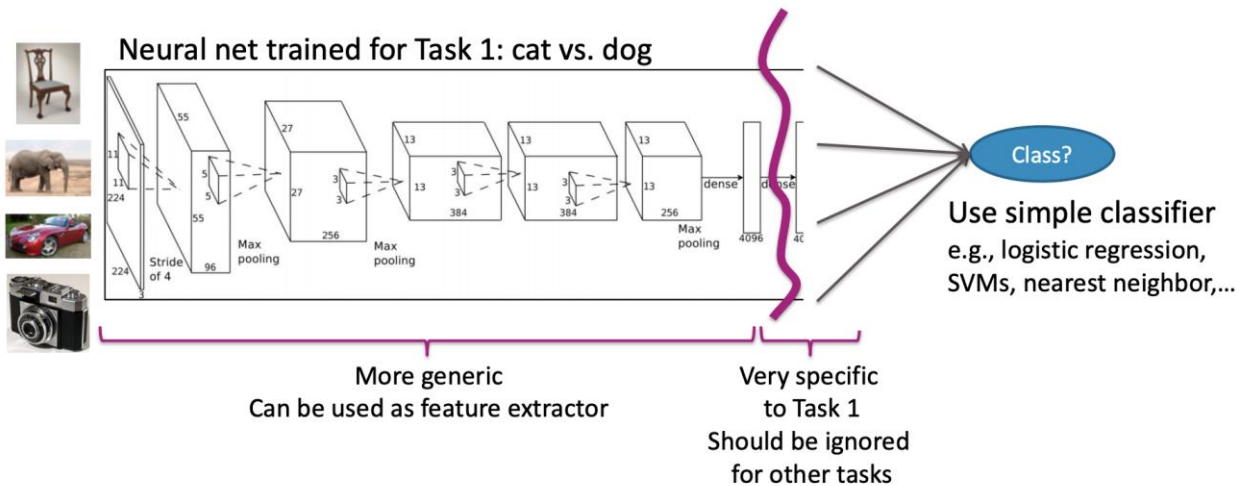 Neural net trained for Task 1: cat vs. dog
11
11
224
224
3
Stride
of 4
55
55
96
5
5
Max
pooling
27
27
256
3
3
Max
pooling
13
13
384
3
3
13
13
384
3
3
13
13
256
Max
pooling
dense
4096
dense
Class?
Use simple classifier
e.g., logistic regression,
SVMs, nearest neighbor,...
More generic
Can be used as feature extractor
Very specific
to Task 1
Should be ignored
for other tasks